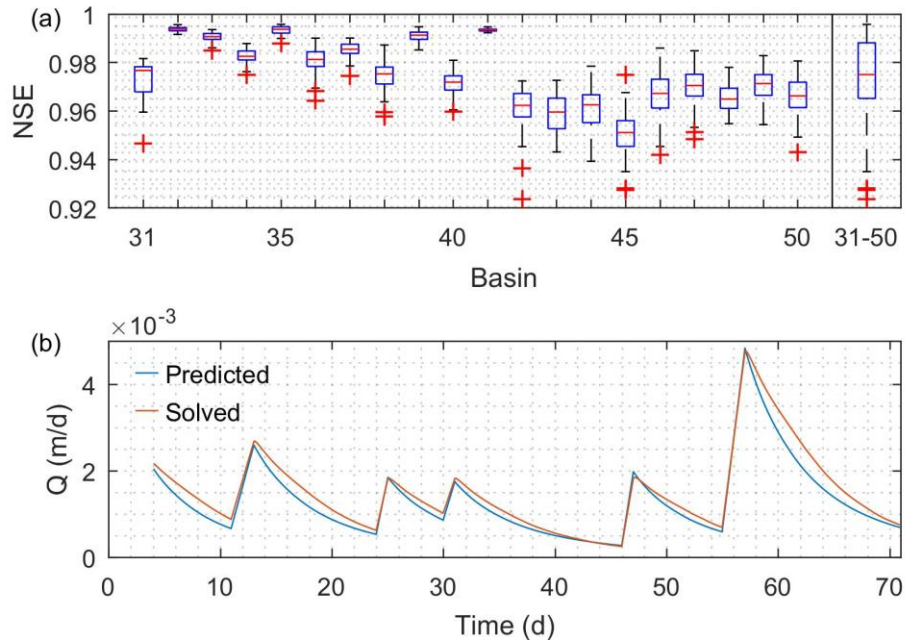 (a)
NSE
1
0.98
0.96
0.94
0.92
31 35 40 45 50 31-50
Basin
(b)
×10⁻³
Q (m/d)
4
2
0
Predicted
Solved
0 10 20 30 40 50 60 70
Time (d)